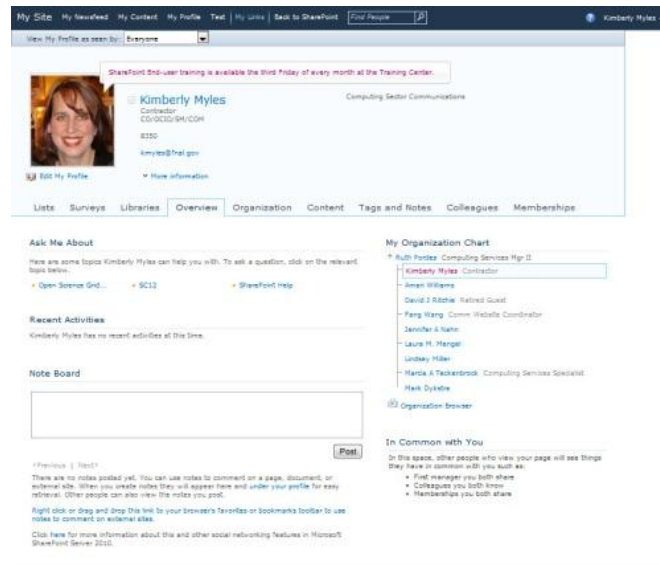 My Site My Newsfeed My Content My Profile Test My Links Back to SharePoint Find People Kimberly Myles
View My Profile as seen by: Everyone
SharePoint End-user training is available the third Friday of every month at the Training Center.
Kimberly Myles
Computing Sector Communications
Contractor
CD/OCIO/SM/COM
8350
kmyles@fnal.gov
Edit My Profile
More information
Lists Surveys Libraries Overview Organization Content Tags and Notes Colleagues Memberships
Ask Me About
Here are some topics Kimberly Myles can help you with. To ask a question, click on the relevant
topic below.
Open Science Grid... SC12 SharePoint Help
Recent Activities
Kimberly Myles has no recent activities at this time.
Note Board
Post
<Previous | Next>
There are no notes posted yet. You can use notes to comment on a page, document, or
external site. When you create notes they will appear here and under your profile for easy
retrieval. Other people can also view the notes you post.
Right click or drag and drop this link to your browser's favorites or bookmarks toolbar to use
notes to comment on external sites.
Click here for more information about this and other social networking features in Microsoft
SharePoint Server 2010.
My Organization Chart
Ruth Pordes Computing Services Mgr II
Kimberly Myles Contractor
Amari Williams
David J Ritchie Retired Guest
Fang Wang Comm Website Coordinator
Jennifer A Nahn
Laura M. Mengel
Lindsey Miller
Marcia A Teckenbrock Computing Services Specialist
Mark Dykstra
Organization Browser
In Common with You
In this space, other people who view your page will see things
they have in common with you such as:
First manager you both share
Colleagues you both know
Memberships you both share